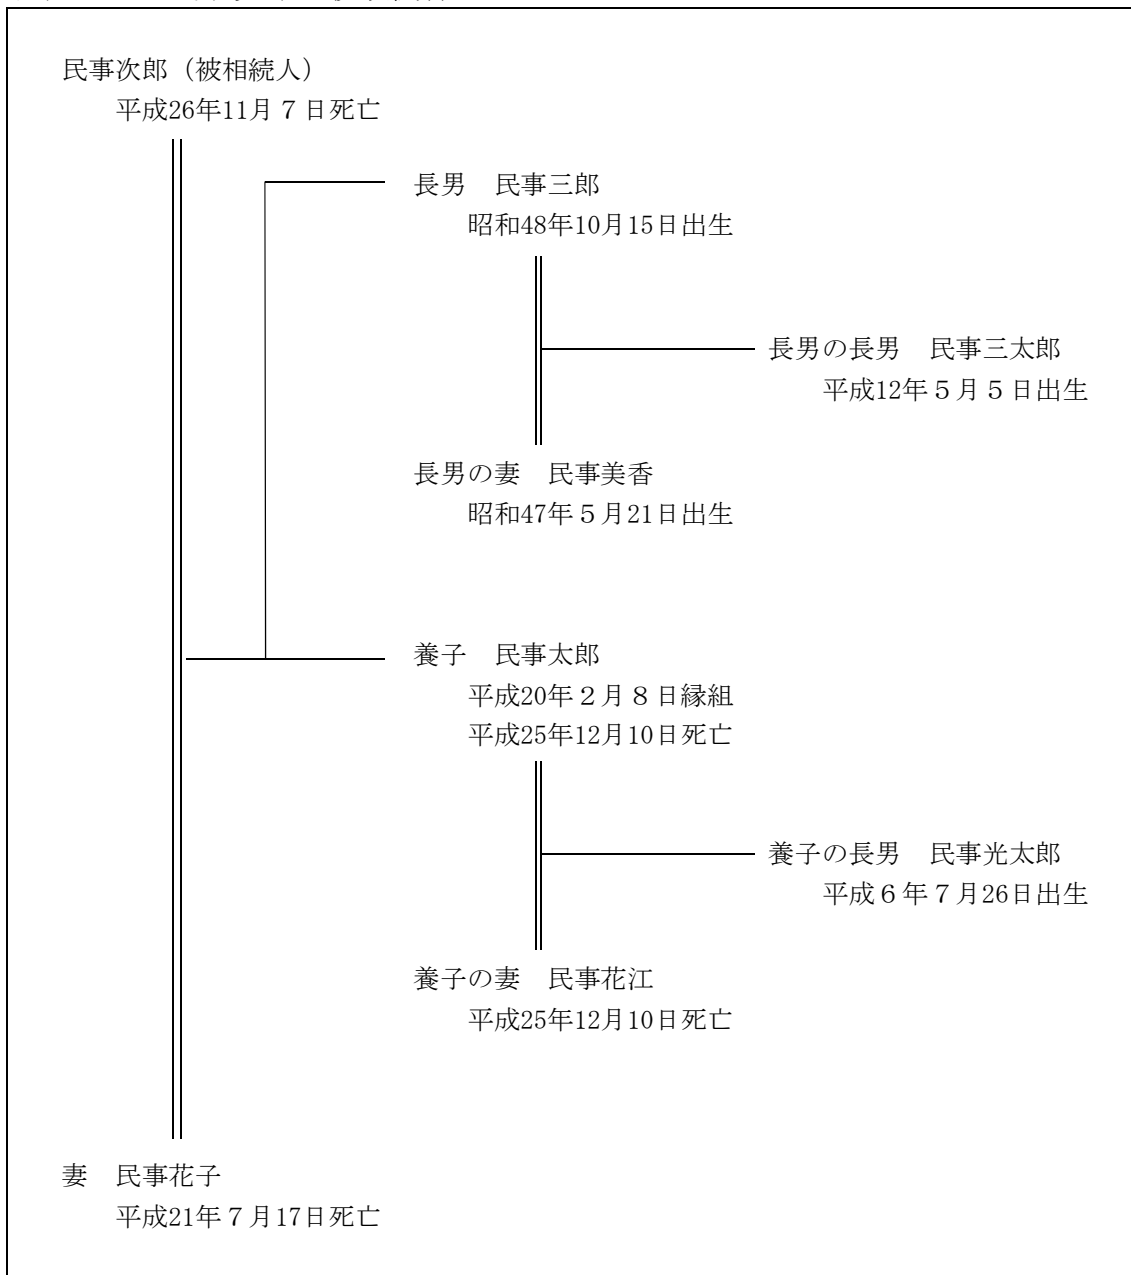 民事次郎（被相続人）
平成26年11月７日死亡
長男　民事三郎
昭和48年10月15日出生
長男の長男　民事三太郎
平成12年５月５日出生
長男の妻　民事美香
昭和47年５月21日出生
養子　民事太郎
平成20年２月８日縁組
平成25年12月10日死亡
養子の長男　民事光太郎
平成６年７月26日出生
養子の妻　民事花江
平成25年12月10日死亡
妻　民事花子
平成21年７月17日死亡